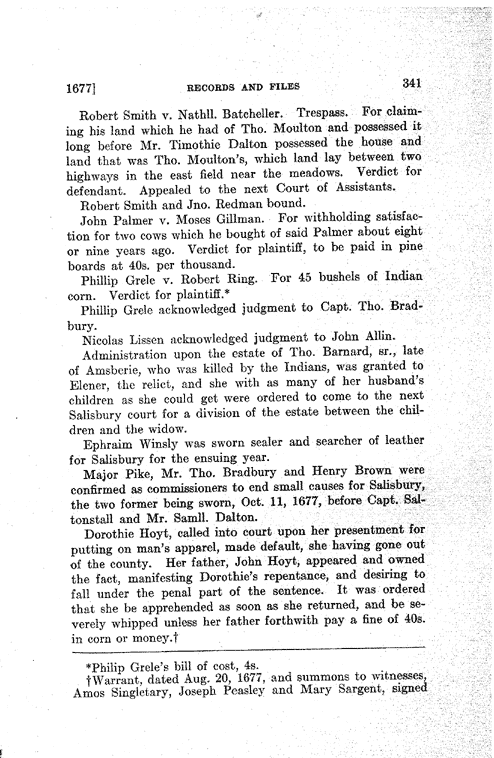 1677] RECORDS AND FILES 341
Robert Smith v. Nathll. Batcheller. Trespass. For claim-
ing his land which he had of Tho. Moulton and possessed it
long before Mr. Timothie Dalton possessed the house and
land that was Tho. Moulton's, which land lay between two
highways in the east field near the meadows. Verdict for
defendant. Appealed to the next Court of Assistants.
Robert Smith and Jno. Redman bound.
John Palmer v. Moses Gillman. For withholding satisfac-
tion for two cows which he bought of said Palmer about eight
or nine years ago. Verdict for plaintiff, to be paid in pine
boards at 40s. per thousand.
Phillip Grele v. Robert Ring. For 45 bushels of Indian
corn. Verdict for plaintiff.*
Phillip Grele acknowledged judgment to Capt. Tho. Brad-
bury.
Nicolas Lissen acknowledged judgment to John Allin.
Administration upon the estate of Tho. Barnard, sr., late
of Amsberie, who was killed by the Indians, was granted to
Elener, the relict, and she with as many of her husband's
children as she could get were ordered to come to the next
Salisbury court for a division of the estate between the chil-
dren and the widow.
Ephraim Winsly was sworn sealer and searcher of leather
for Salisbury for the ensuing year.
Major Pike, Mr. Tho. Bradbury and Henry Brown were
confirmed as commissioners to end small causes for Salisbury,
the two former being sworn, Oct. 11, 1677, before Capt. Sal-
tonstall and Mr. Samll. Dalton.
Dorothie Hoyt, called into court upon her presentment for
putting on man's apparel, made default, she having gone out
of the county. Her father, John Hoyt, appeared and owned
the fact, manifesting Dorothie's repentance, and desiring to
fall under the penal part of the sentence. It was ordered
that she be apprehended as soon as she returned, and be se-
verely whipped unless her father forthwith pay a fine of 40s.
in corn or money.†
*Philip Grele's bill of cost, 4s.
†Warrant, dated Aug. 20, 1677, and summons to witnesses,
Amos Singletary, Joseph Peasley and Mary Sargent, signed